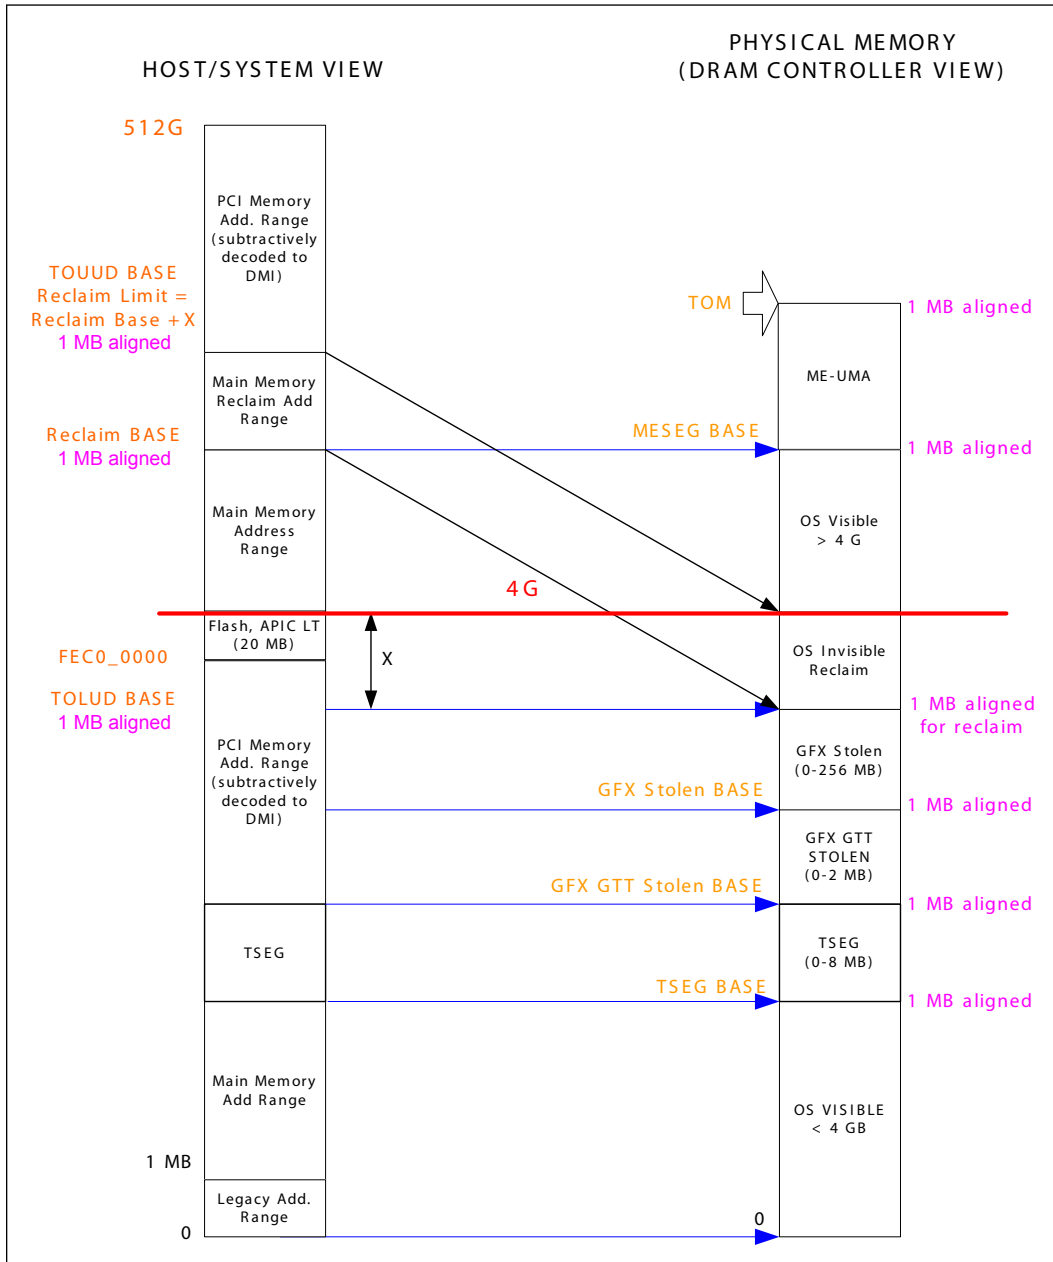 PHYSICAL MEMORY
(DRAM CONTROLLER VIEW)
HOST/SYSTEM VIEW
512G
PCI Memory
Add. Range
(subtractively
decoded to
DMI)
TOUUD BASE
Reclaim Limit =
Reclaim Base +X
1 MB aligned
TOM
1 MB aligned
ME-UMA
Main Memory
Reclaim Add
Range
Reclaim BASE
1 MB aligned
MESEG BASE
1 MB aligned
Main Memory
Address
Range
OS Visible
> 4 G
4G
Flash, APIC LT
(20 MB)
FEC0_0000
X
OS Invisible
Reclaim
TOLUD BASE
1 MB aligned
1 MB aligned
for reclaim
PCI Memory
Add. Range
(subtractively
decoded to
DMI)
GFX Stolen
(0-256 MB)
GFX Stolen BASE
1 MB aligned
GFX GTT
STOLEN
(0-2 MB)
GFX GTT Stolen BASE
1 MB aligned
TSEG
TSEG
(0-8 MB)
TSEG BASE
1 MB aligned
Main Memory
Add Range
OS VISIBLE
< 4 GB
1 MB
Legacy Add.
Range
0
0